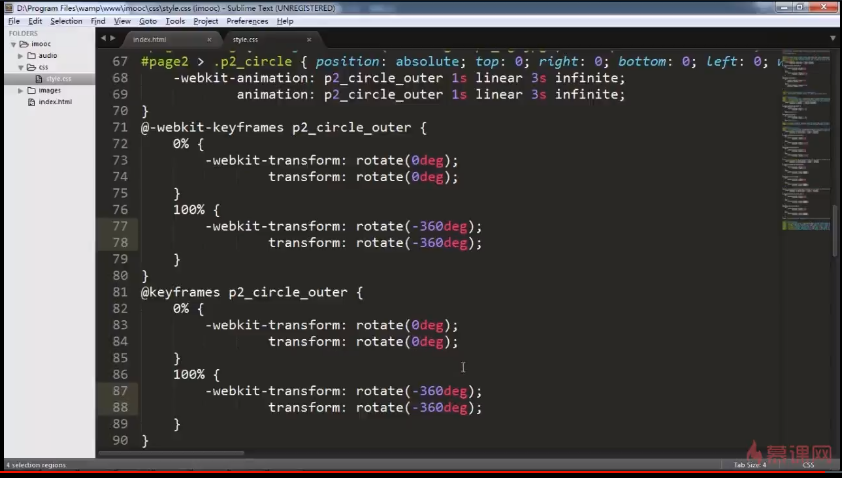 D:\Program Files\wamp\www\imooc\css\style.css (imooc) - Sublime Text (UNREGISTERED)
File Edit Selection Find View Goto Tools Project Preferences Help
FOLDERS
imooc
audio
css
style.css
images
index.html
index.html × style.css ×
67 #page2 > .p2_circle { position: absolute; top: 0; right: 0; bottom: 0; left: 0;
68 -webkit-animation: p2_circle_outer 1s linear 3s infinite;
69 animation: p2_circle_outer 1s linear 3s infinite;
70 }
71 @-webkit-keyframes p2_circle_outer {
72 0% {
73 -webkit-transform: rotate(0deg);
74 transform: rotate(0deg);
75 }
76 100% {
77 -webkit-transform: rotate(-360deg);
78 transform: rotate(-360deg);
79 }
80 }
81 @keyframes p2_circle_outer {
82 0% {
83 -webkit-transform: rotate(0deg);
84 transform: rotate(0deg);
85 }
86 100% {
87 -webkit-transform: rotate(-360deg);
88 transform: rotate(-360deg);
89 }
90 }
4 selection regions Tab Size: 4 CSS
慕课网